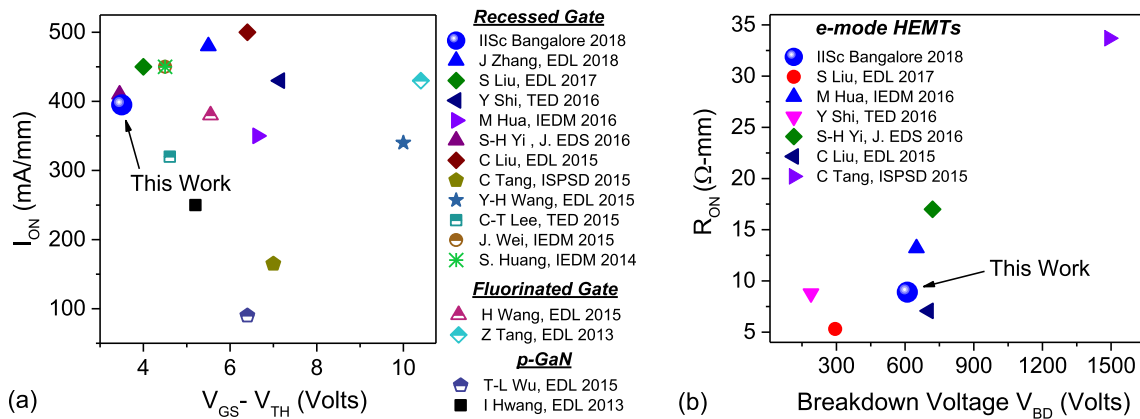 500
400
300
200
100
I_ON (mA/mm)
This Work
4 6 8 10
V_GS - V_TH (Volts)
(a)
Recessed Gate
IISc Bangalore 2018
J Zhang, EDL 2018
S Liu, EDL 2017
Y Shi, TED 2016
M Hua, IEDM 2016
S-H Yi , J. EDS 2016
C Liu, EDL 2015
C Tang, ISPSD 2015
Y-H Wang, EDL 2015
C-T Lee, TED 2015
J. Wei, IEDM 2015
S. Huang, IEDM 2014
Fluorinated Gate
H Wang, EDL 2015
Z Tang, EDL 2013
p-GaN
T-L Wu, EDL 2015
I Hwang, EDL 2013
35
30
25
20
15
10
5
R_ON (Ω-mm)
e-mode HEMTs
IISc Bangalore 2018
S Liu, EDL 2017
M Hua, IEDM 2016
Y Shi, TED 2016
S-H Yi, J. EDS 2016
C Liu, EDL 2015
C Tang, ISPSD 2015
This Work
300 600 900 1200 1500
Breakdown Voltage V_BD (Volts)
(b)